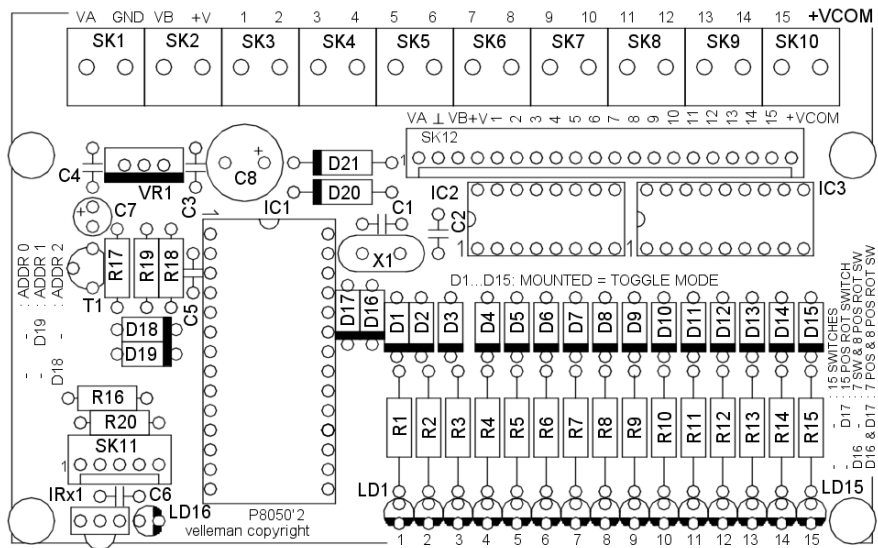 VA GND VB +V 1 2 3 4 5 6 7 8 9 10 11 12 13 14 15 +VCOM
SK1 SK2 SK3 SK4 SK5 SK6 SK7 SK8 SK9 SK10
VA ⊥ VB +V 1 2 3 4 5 6 7 8 9 10 11 12 13 14 15 +VCOM
SK12
1
C4
VR1
C3
+
C8
D21
D20
IC2
IC3
+
C7
1
IC1
C1
C2
1
1
X1
T1
R17
R19
R18
C5
D1...D15: MOUNTED = TOGGLE MODE
- - : ADDR 0
- D19 : ADDR 1
D18 - : ADDR 2
D18
D19
D17 D16
D1 D2 D3 D4 D5 D6 D7 D8 D9 D10 D11 D12 D13 D14 D15
- - : 15 SWITCHES
- D17 : 15 POS ROT SWITCH
D16 - : 7 SW & 8 POS ROT SW
D16 & D17 : 7 POS & 8 POS ROT SW
R16
R20
SK11
1
R1 R2 R3 R4 R5 R6 R7 R8 R9 R10 R11 R12 R13 R14 R15
IRx1
C6
LD16
LD1
LD15
P8050'2
velleman copyright
1 2 3 4 5 6 7 8 9 10 11 12 13 14 15